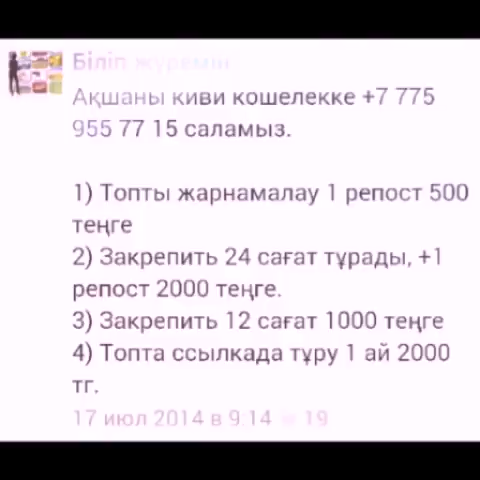 Біліп жүрейік
Ақшаны киви кошелекке +7 775
955 77 15 саламыз.
1) Топты жарнамалау 1 репост 500
теңге
2) Закрепить 24 сағат тұрады, +1
репост 2000 теңге.
3) Закрепить 12 сағат 1000 теңге
4) Топта ссылкада тұру 1 ай 2000
тг.
17 июл 2014 в 9:14 19